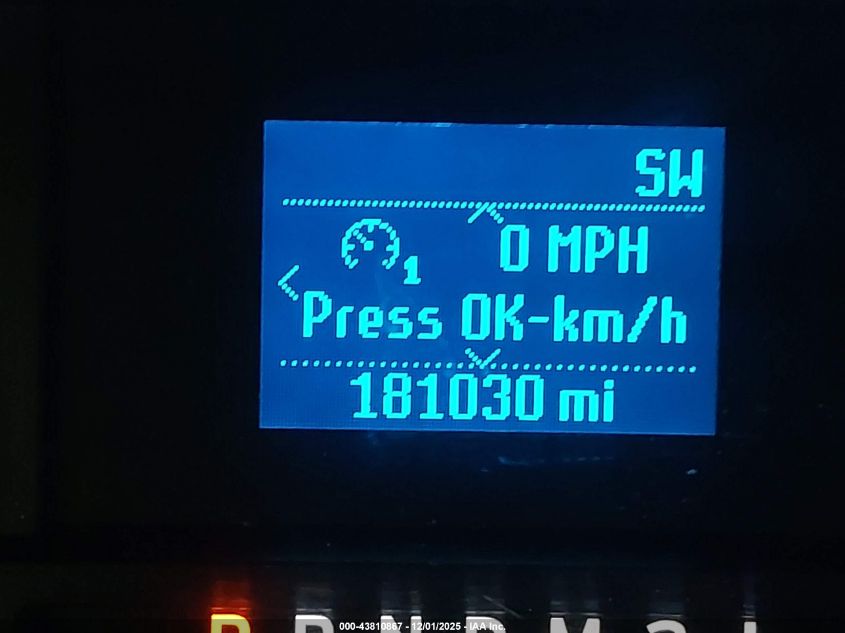 SW
0 MPH
1
Press OK-km/h
181030 mi
P R N
000-43810867 - 12/01/2025 - IAA Inc.